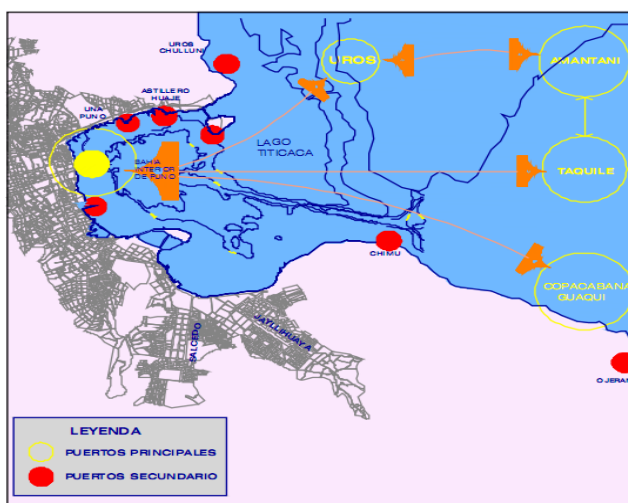 UROS
CHULLUNI
UROS
AMANTANI
ASTILLERO
HUAJE
UNA
PUNO
LAGO
TITICACA
BAHIA
INTERIOR
DE PUNO
TAQUILE
CHIMU
COPACABANA
GUAQUI
SALCEDO
JAYLLIHUAYA
OJERANI
LEYENDA
PUERTOS PRINCIPALES
PUERTOS SECUNDARIO